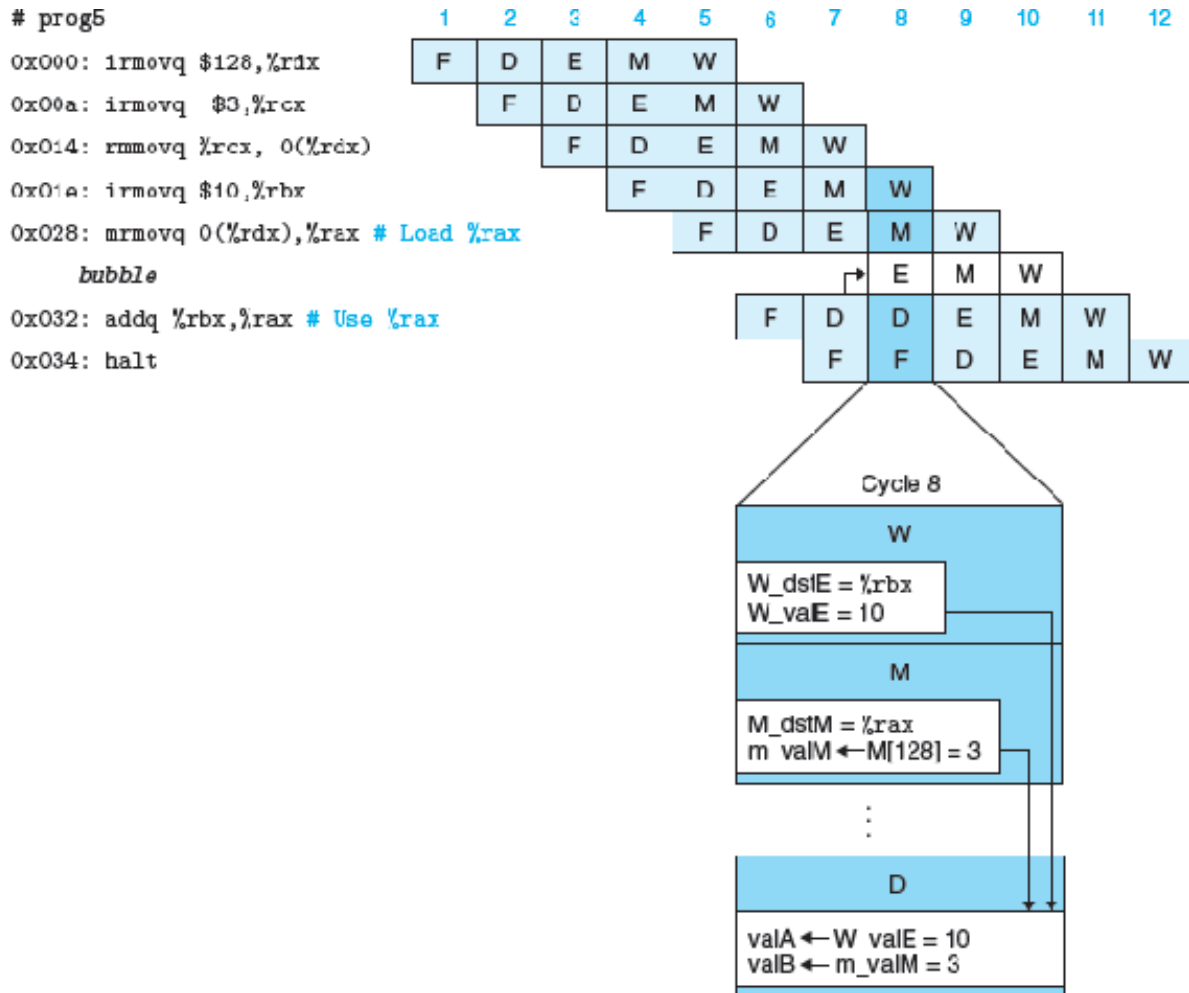 # prog5 1 2 3 4 5 6 7 8 9 10 11 12
0x000: irmovq $128,%rdx F D E M W
0x00a: irmovq $3,%rcx F D E M W
0x014: rmmovq %rcx, 0(%rdx) F D E M W
0x01e: irmovq $10,%rbx F D E M W
0x028: mrmovq 0(%rdx),%rax # Load %rax F D E M W
bubble E M W
0x032: addq %rbx,%rax # Use %rax F D D E M W
0x034: halt F F D E M W
Cycle 8
W
W_dstE = %rbx
W_valE = 10
M
M_dstM = %rax
m_valM ← M[128] = 3
D
valA ← W_valE = 10
valB ← m_valM = 3